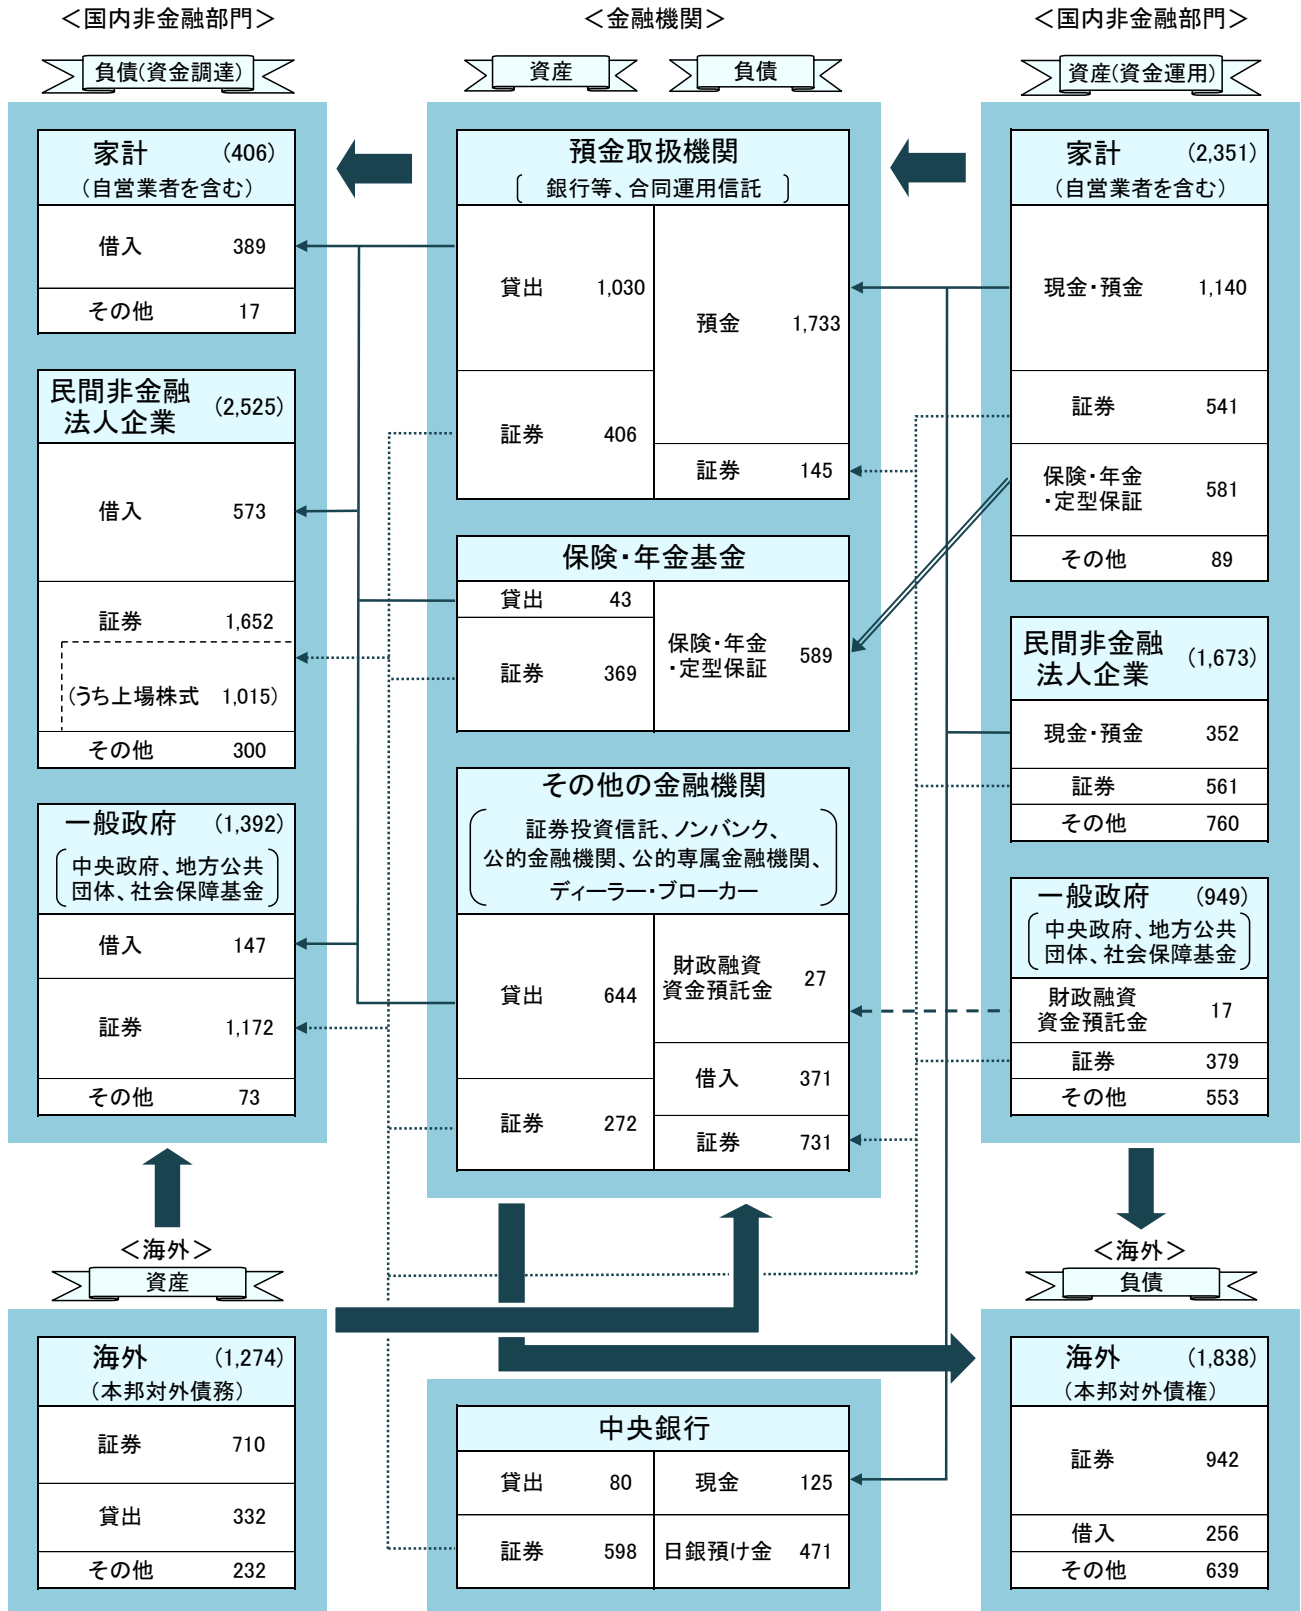 ＜国内非金融部門＞
負債(資金調達)
家計 (406)
(自営業者を含む)
借入 389
その他 17
民間非金融
法人企業 (2,525)
借入 573
証券 1,652
(うち上場株式 1,015)
その他 300
一般政府 (1,392)
中央政府、地方公共
団体、社会保障基金
借入 147
証券 1,172
その他 73
＜海外＞
資産
海外 (1,274)
(本邦対外債務)
証券 710
貸出 332
その他 232
＜金融機関＞
資産 負債
預金取扱機関
銀行等、合同運用信託
貸出 1,030
証券 406
預金 1,733
証券 145
保険・年金基金
貸出 43
証券 369
保険・年金
・定型保証 589
その他の金融機関
証券投資信託、ノンバンク、
公的金融機関、公的専属金融機関、
ディーラー・ブローカー
貸出 644
証券 272
財政融資
資金預託金 27
借入 371
証券 731
中央銀行
貸出 80 現金 125
証券 598 日銀預け金 471
＜国内非金融部門＞
資産(資金運用)
家計 (2,351)
(自営業者を含む)
現金・預金 1,140
証券 541
保険・年金
・定型保証 581
その他 89
民間非金融
法人企業 (1,673)
現金・預金 352
証券 561
その他 760
一般政府 (949)
中央政府、地方公共
団体、社会保障基金
財政融資
資金預託金 17
証券 379
その他 553
＜海外＞
負債
海外 (1,838)
(本邦対外債権)
証券 942
借入 256
その他 639